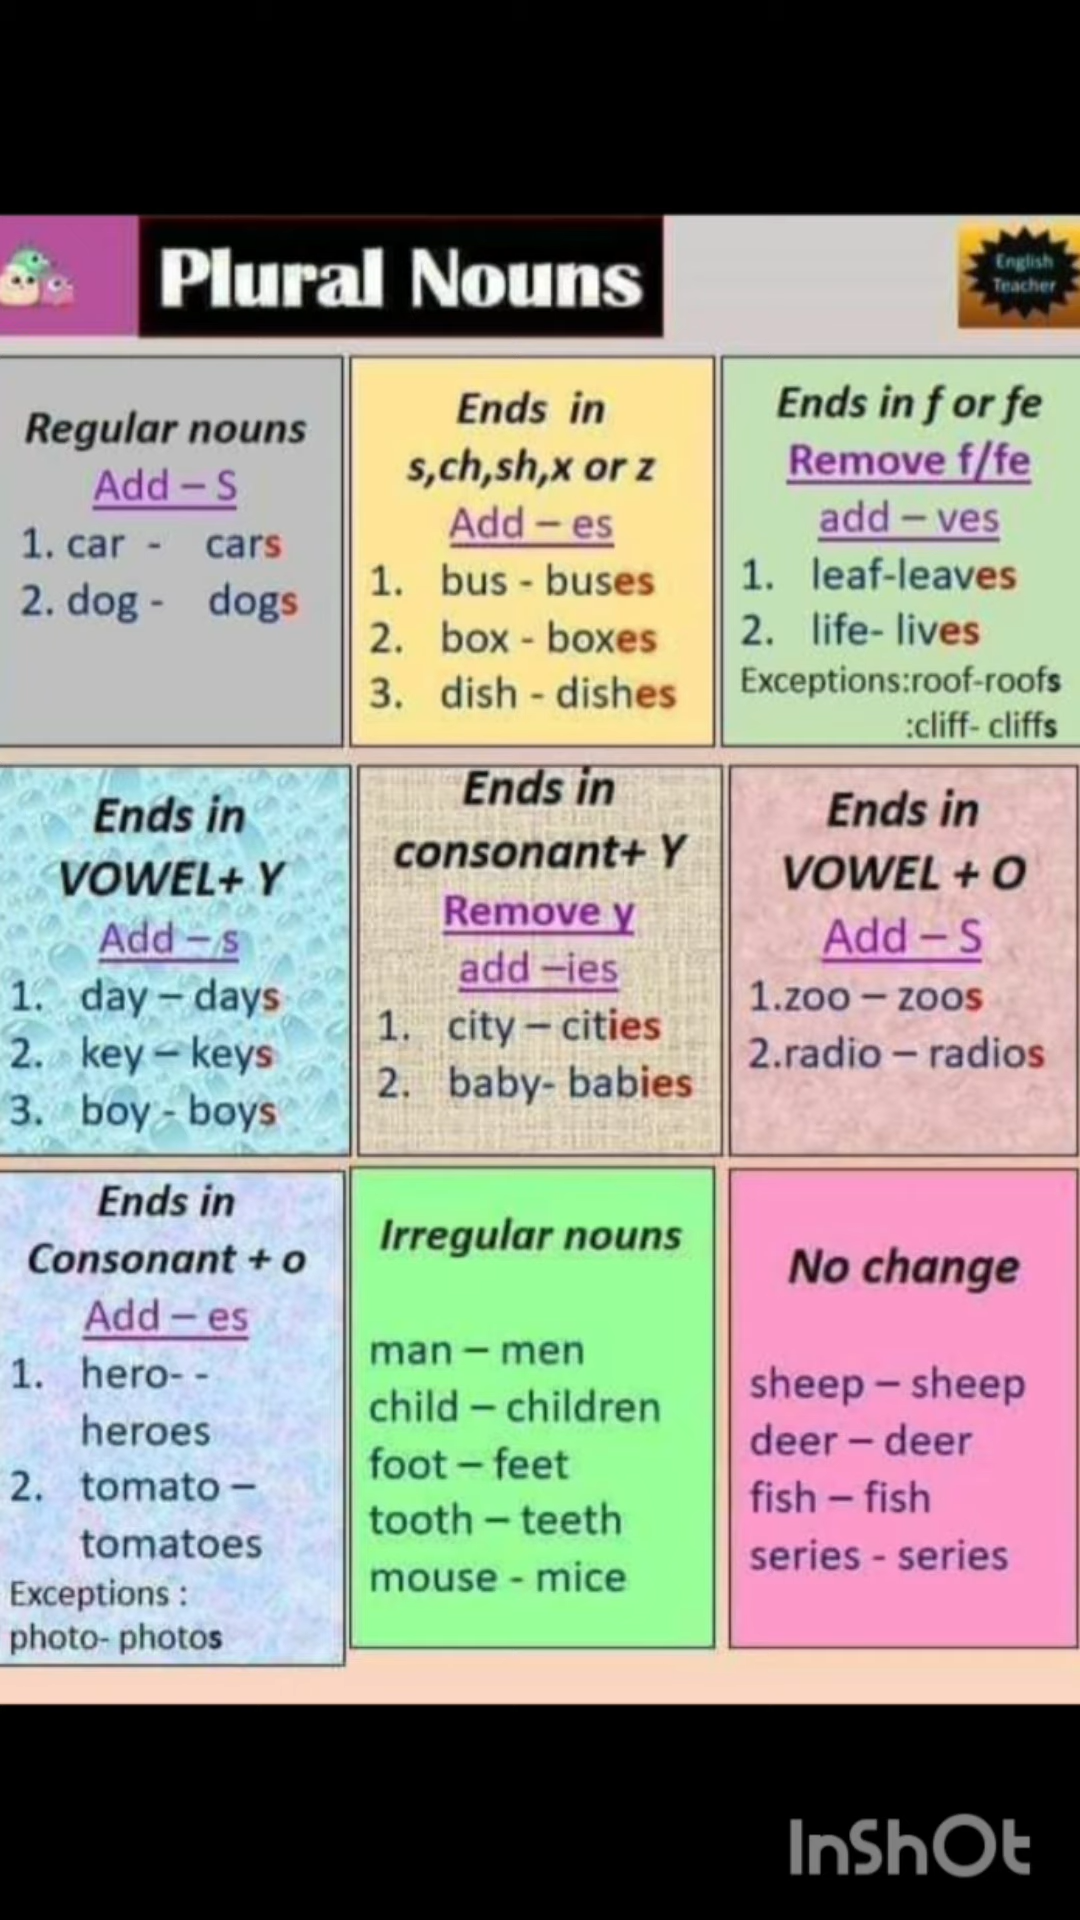 Plural Nouns
English
Teacher
Regular nouns
Add – S
1. car - cars
2. dog - dogs
Ends in
s,ch,sh,x or z
Add – es
1. bus - buses
2. box - boxes
3. dish - dishes
Ends in f or fe
Remove f/fe
add – ves
1. leaf-leaves
2. life- lives
Exceptions:roof-roofs
:cliff- cliffs
Ends in
VOWEL+ Y
Add – s
1. day – days
2. key – keys
3. boy - boys
Ends in
consonant+ Y
Remove y
add –ies
1. city – cities
2. baby- babies
Ends in
VOWEL + O
Add – S
1.zoo – zoos
2.radio – radios
Ends in
Consonant + o
Add – es
1. hero- -
heroes
2. tomato –
tomatoes
Exceptions :
photo- photos
Irregular nouns
man – men
child – children
foot – feet
tooth – teeth
mouse - mice
No change
sheep – sheep
deer – deer
fish – fish
series - series
InShOt